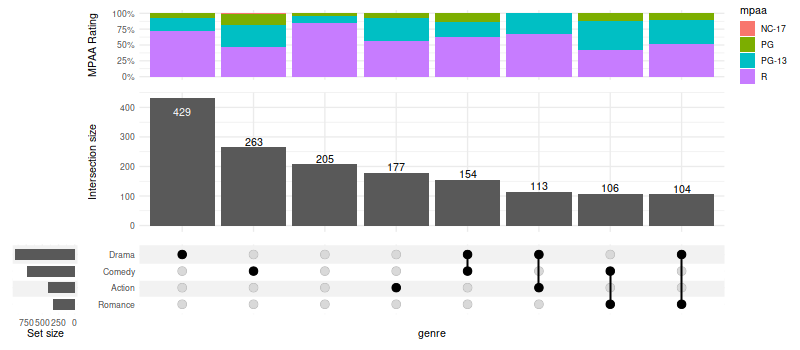 MPAA Rating
100%
75%
50%
25%
0%
mpaa
NC-17
PG
PG-13
R
Intersection size
400
300
200
100
0
429
263
205
177
154
113
106
104
Drama
Comedy
Action
Romance
750 500 250 0
Set size
genre